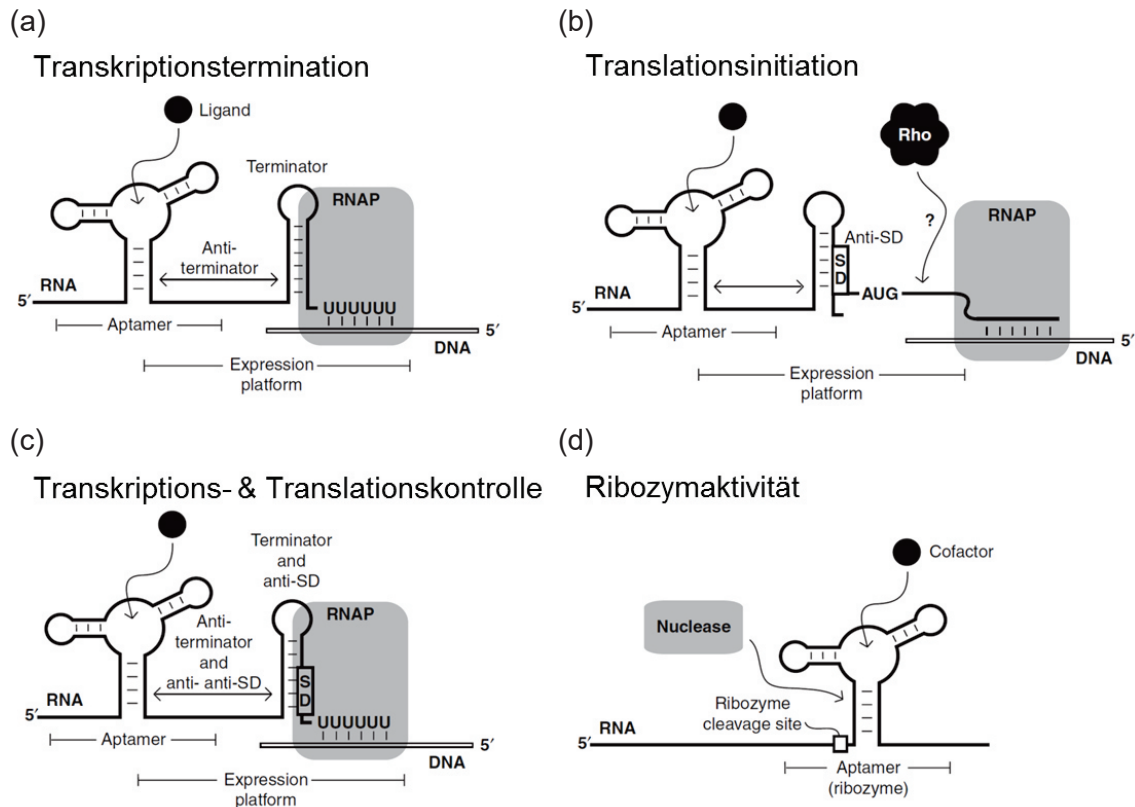 (a)
Transkriptionstermination
Ligand
Terminator
RNAP
Anti-
terminator
RNA
5′
UUUUUU
Aptamer
5′
DNA
Expression
platform
(b)
Translationsinitiation
Rho
?
RNAP
Anti-SD
S
D
RNA
AUG
5′
Aptamer
5′
DNA
Expression
platform
(c)
Transkriptions- & Translationskontrolle
Terminator
and
anti-SD
RNAP
Anti-
terminator
and
anti- anti-SD
S
D
RNA
5′
UUUUUU
Aptamer
5′
DNA
Expression
platform
(d)
Ribozymaktivität
Cofactor
Nuclease
Ribozyme
cleavage site
RNA
5′
Aptamer
(ribozyme)